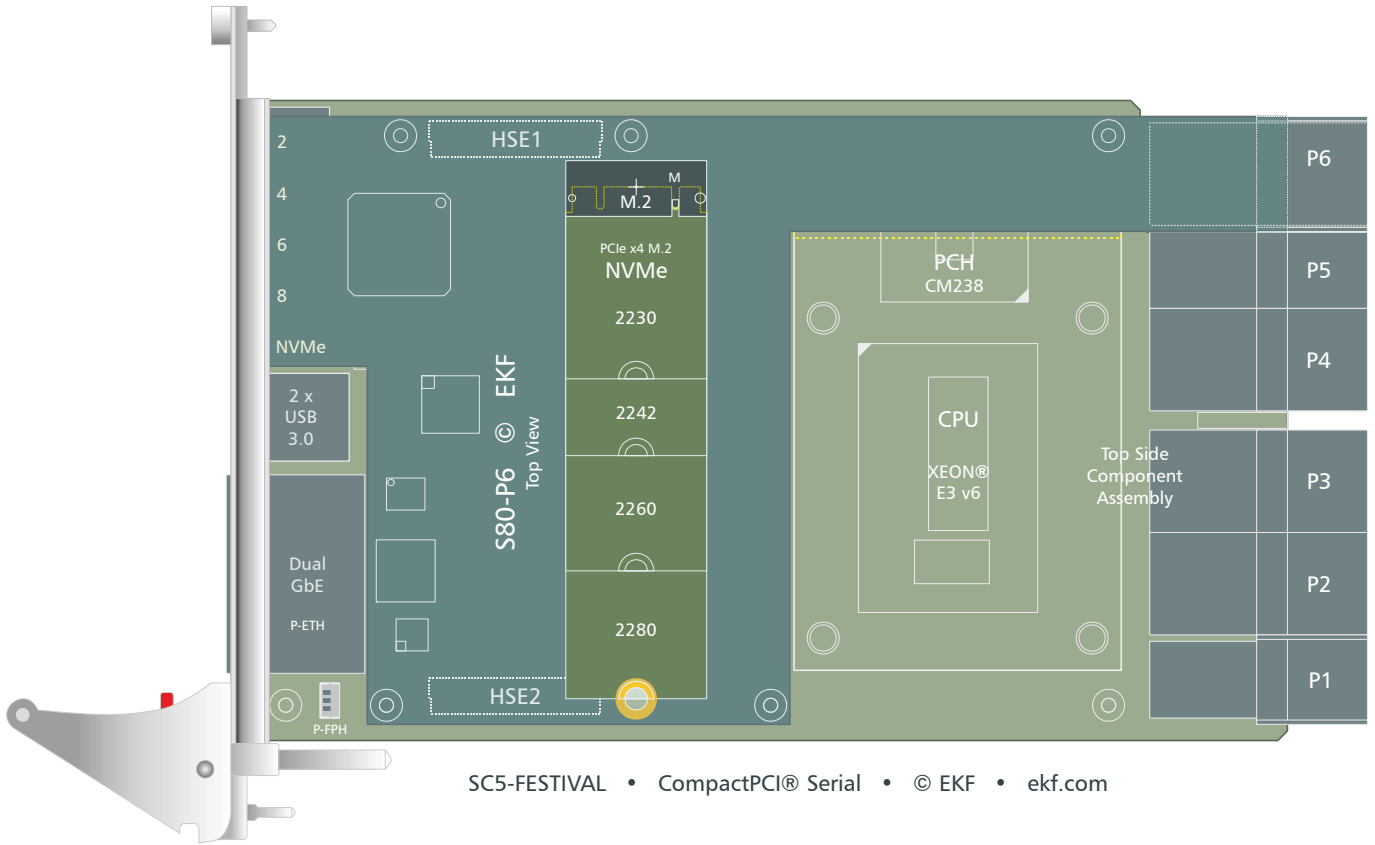 2
HSE1
P6
4
M
M.2
6
PCIe x4 M.2
NVMe
PCH
CM238
P5
8
2230
NVMe
P4
2 x
USB
3.0
2242
CPU
S80-P6 © EKF
Top View
XEON®
E3 v6
Top Side
Component
Assembly
P3
2260
Dual
GbE
P-ETH
P2
2280
HSE2
P1
P-FPH
SC5-FESTIVAL • CompactPCI® Serial • © EKF • ekf.com